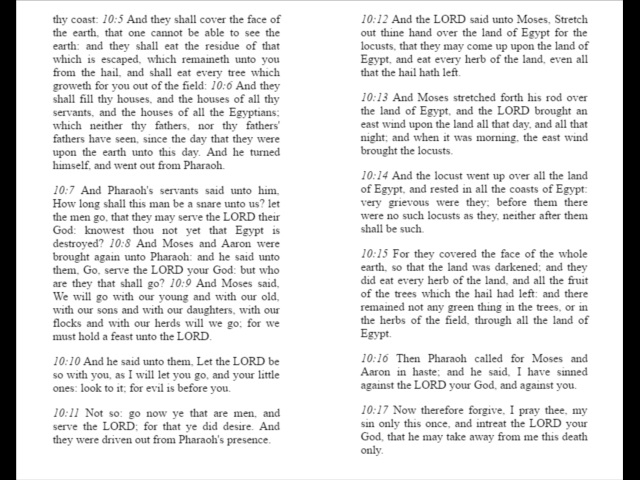 thy coast: 10:5 And they shall cover the face of
the earth, that one cannot be able to see the
earth: and they shall eat the residue of that
which is escaped, which remaineth unto you
from the hail, and shall eat every tree which
groweth for you out of the field: 10:6 And they
shall fill thy houses, and the houses of all thy
servants, and the houses of all the Egyptians;
which neither thy fathers, nor thy fathers'
fathers have seen, since the day that they were
upon the earth unto this day. And he turned
himself, and went out from Pharaoh.
10:7 And Pharaoh's servants said unto him,
How long shall this man be a snare unto us? let
the men go, that they may serve the LORD their
God: knowest thou not yet that Egypt is
destroyed? 10:8 And Moses and Aaron were
brought again unto Pharaoh: and he said unto
them, Go, serve the LORD your God: but who
are they that shall go? 10:9 And Moses said,
We will go with our young and with our old,
with our sons and with our daughters, with our
flocks and with our herds will we go; for we
must hold a feast unto the LORD.
10:10 And he said unto them, Let the LORD be
so with you, as I will let you go, and your little
ones: look to it; for evil is before you.
10:11 Not so: go now ye that are men, and
serve the LORD; for that ye did desire. And
they were driven out from Pharaoh's presence.
10:12 And the LORD said unto Moses, Stretch
out thine hand over the land of Egypt for the
locusts, that they may come up upon the land of
Egypt, and eat every herb of the land, even all
that the hail hath left.
10:13 And Moses stretched forth his rod over
the land of Egypt, and the LORD brought an
east wind upon the land all that day, and all that
night; and when it was morning, the east wind
brought the locusts.
10:14 And the locust went up over all the land
of Egypt, and rested in all the coasts of Egypt:
very grievous were they; before them there
were no such locusts as they, neither after them
shall be such.
10:15 For they covered the face of the whole
earth, so that the land was darkened; and they
did eat every herb of the land, and all the fruit
of the trees which the hail had left: and there
remained not any green thing in the trees, or in
the herbs of the field, through all the land of
Egypt.
10:16 Then Pharaoh called for Moses and
Aaron in haste; and he said, I have sinned
against the LORD your God, and against you.
10:17 Now therefore forgive, I pray thee, my
sin only this once, and intreat the LORD your
God, that he may take away from me this death
only.